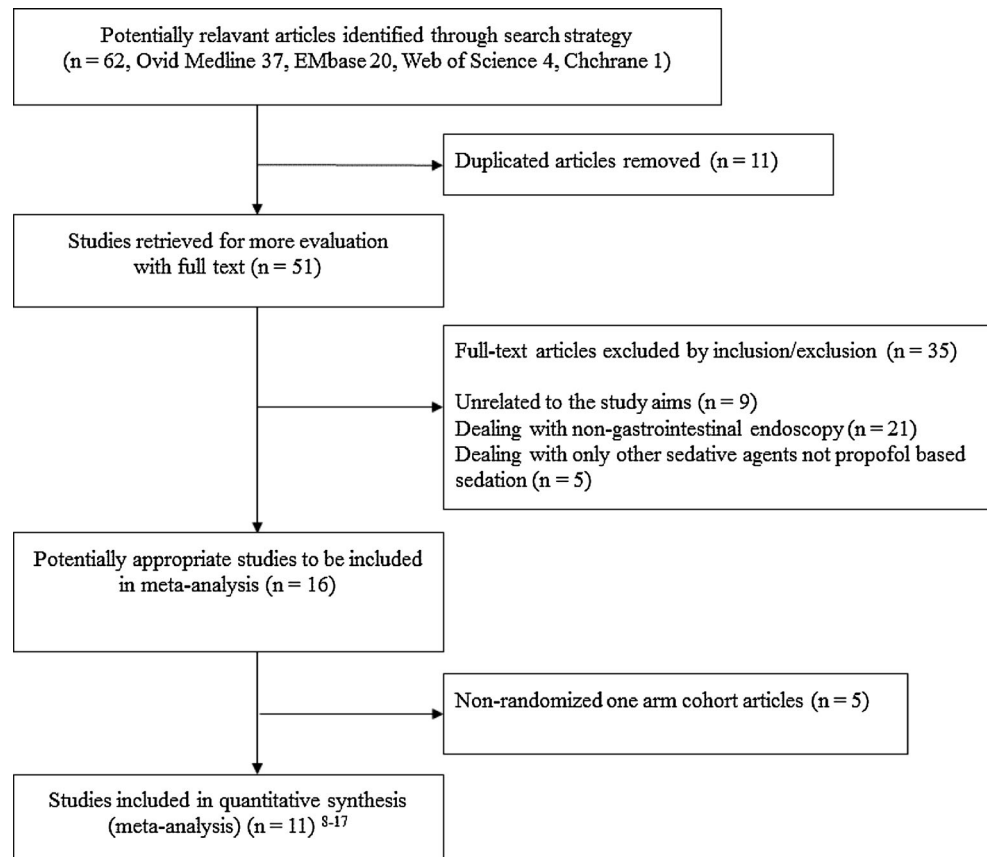 Potentially relavant articles identified through search strategy
(n = 62, Ovid Medline 37, EMbase 20, Web of Science 4, Chchrane 1)
Duplicated articles removed (n = 11)
Studies retrieved for more evaluation
with full text (n = 51)
Full-text articles excluded by inclusion/exclusion (n = 35)
Unrelated to the study aims (n = 9)
Dealing with non-gastrointestinal endoscopy (n = 21)
Dealing with only other sedative agents not propofol based
sedation (n = 5)
Potentially appropriate studies to be included
in meta-analysis (n = 16)
Non-randomized one arm cohort articles (n = 5)
Studies included in quantitative synthesis
(meta-analysis) (n = 11) 8-17